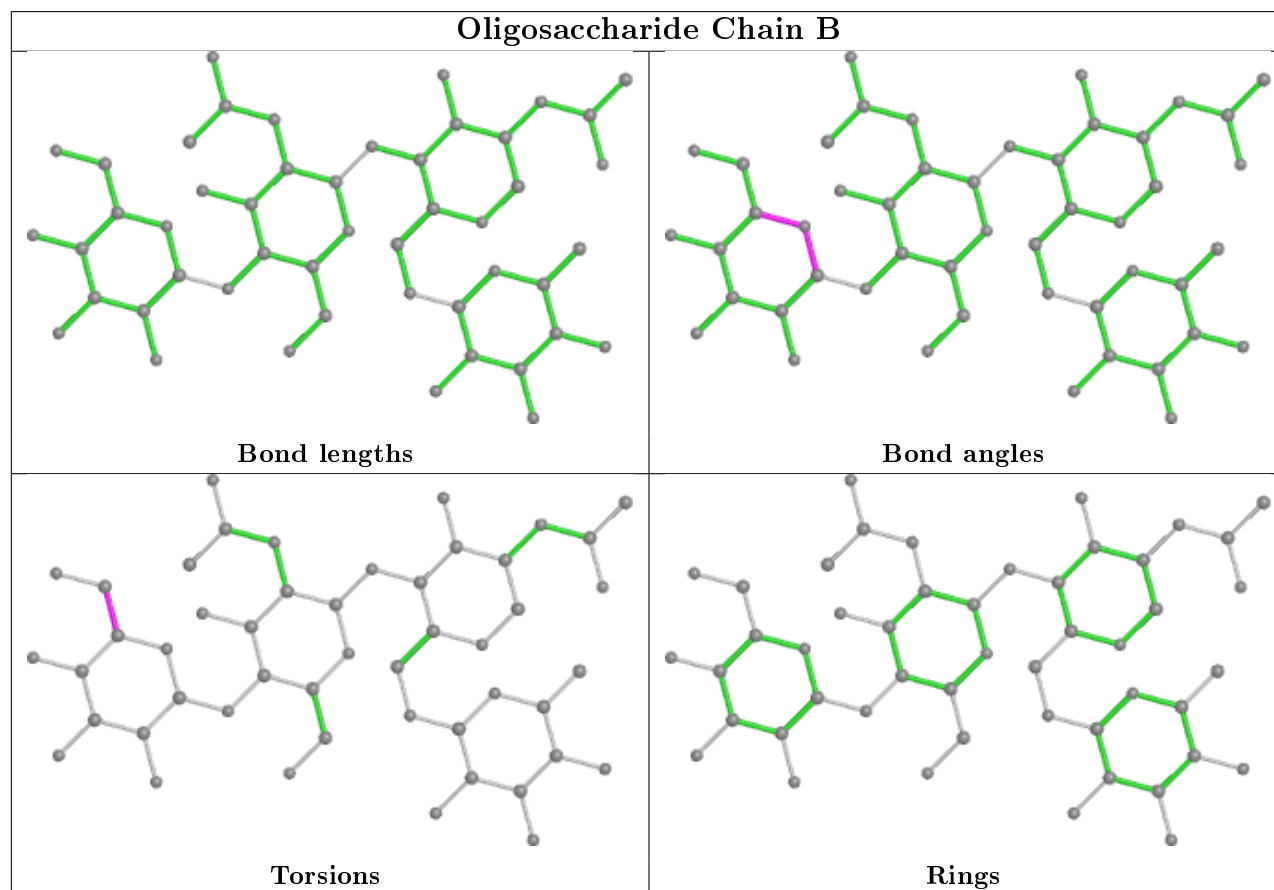 Oligosaccharide Chain B
Bond lengths
Bond angles
Torsions
Rings